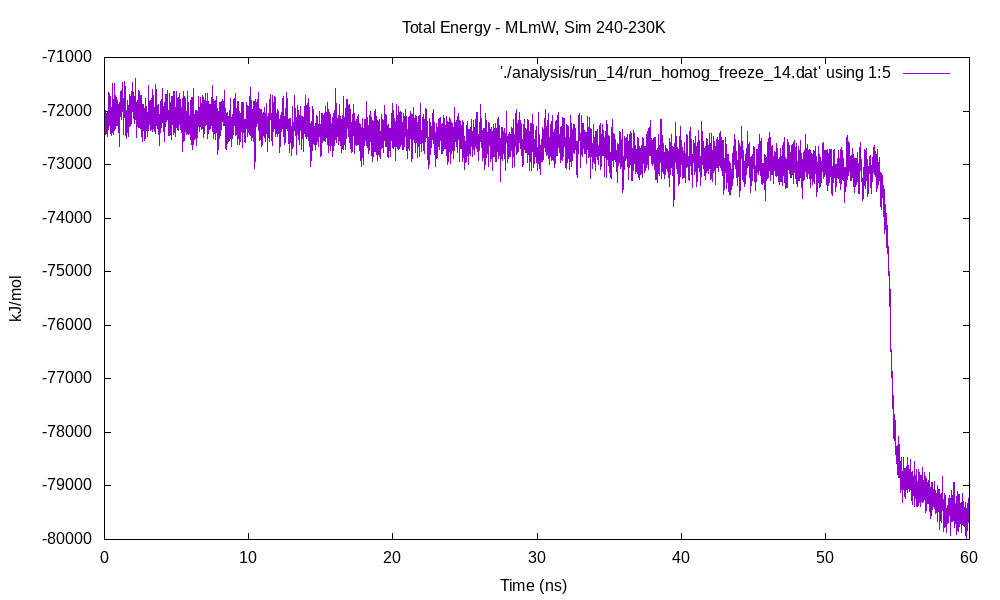 Total Energy - MLmW, Sim 240-230K
'./analysis/run_14/run_homog_freeze_14.dat' using 1:5
kJ/mol
-71000
-72000
-73000
-74000
-75000
-76000
-77000
-78000
-79000
-80000
0 10 20 30 40 50 60
Time (ns)